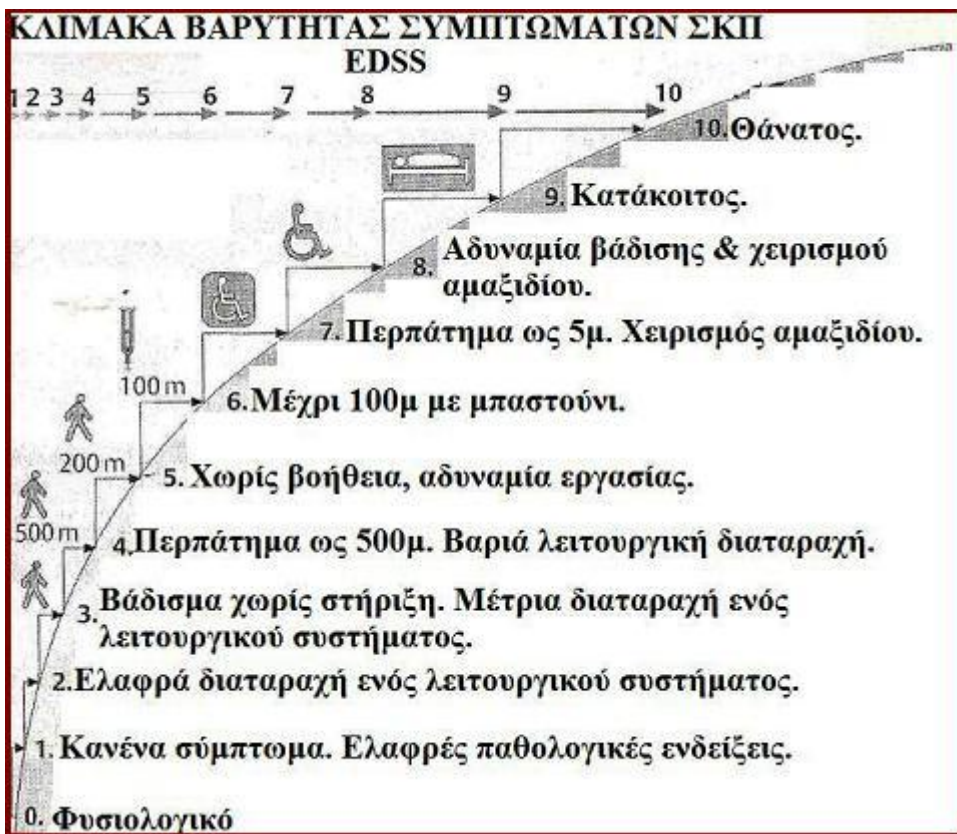 ΚΛΙΜΑΚΑ ΒΑΡΥΤΗΤΑΣ ΣΥΜΠΤΩΜΑΤΩΝ ΣΚΠ
EDSS
1 2 3 4 5 6 7 8 9 10
10. Θάνατος.
9. Κατάκοιτος.
8. Αδυναμία βάδισης & χειρισμού
αμαξιδίου.
7. Περπάτημα ως 5μ. Χειρισμός αμαξιδίου.
100 m
6. Μέχρι 100μ με μπαστούνι.
200 m
5. Χωρίς βοήθεια, αδυναμία εργασίας.
500 m
4. Περπάτημα ως 500μ. Βαριά λειτουργική διαταραχή.
3. Βάδισμα χωρίς στήριξη. Μέτρια διαταραχή ενός
λειτουργικού συστήματος.
2. Ελαφρά διαταραχή ενός λειτουργικού συστήματος.
1. Κανένα σύμπτωμα. Ελαφρές παθολογικές ενδείξεις.
0. Φυσιολογικό